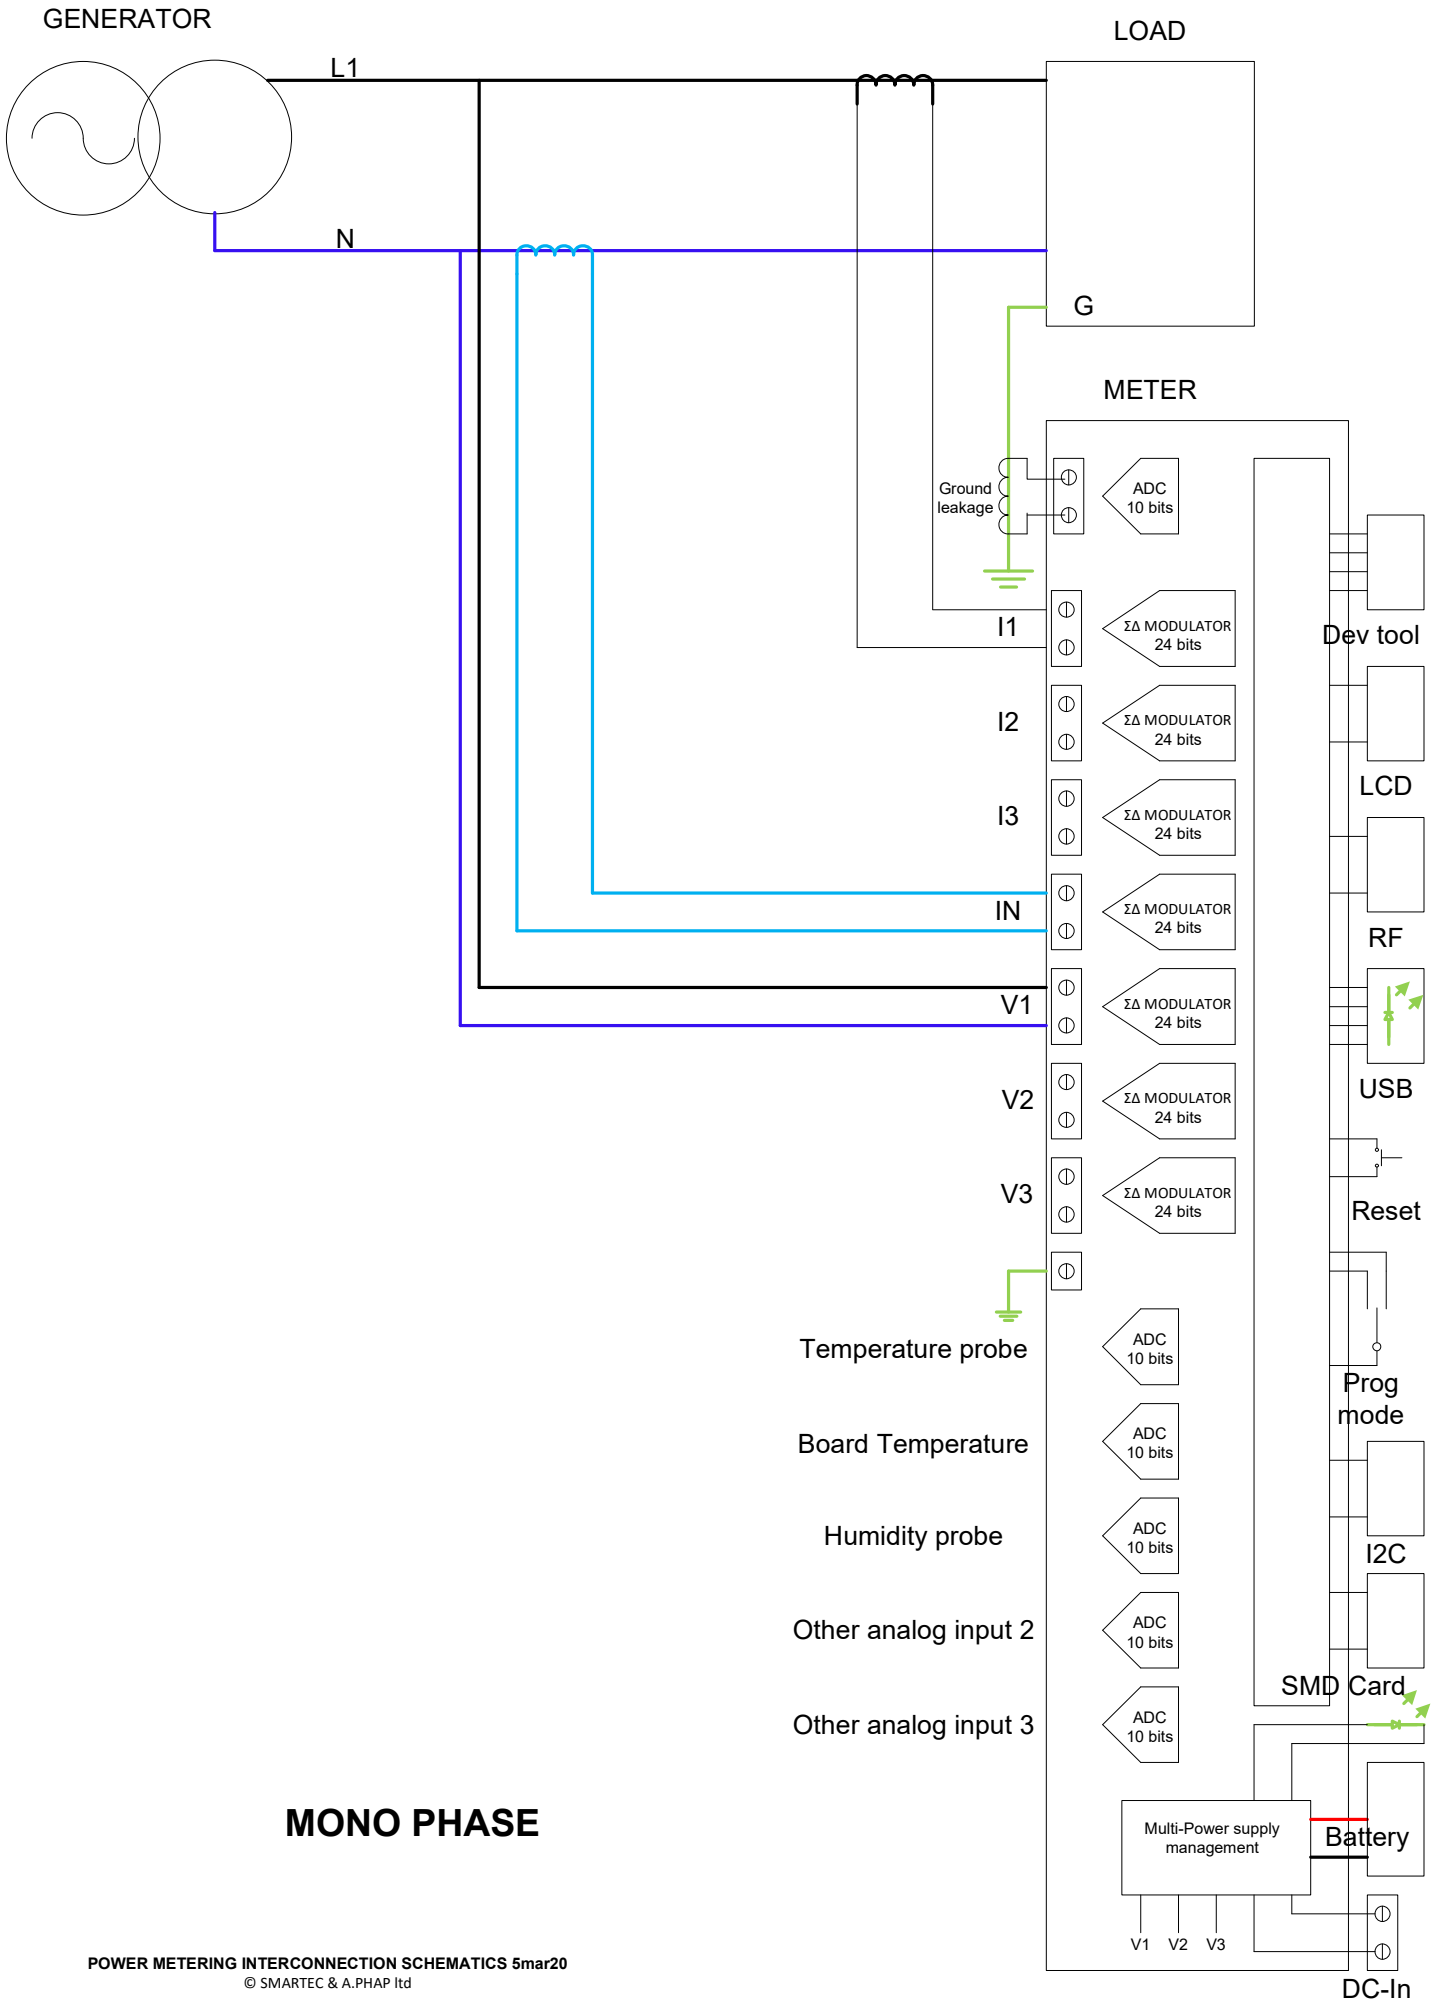 GENERATOR
LOAD
L1
N
G
METER
Ground
leakage
ADC
10 bits
I1
ΣΔ MODULATOR
24 bits
Dev tool
I2
ΣΔ MODULATOR
24 bits
LCD
I3
ΣΔ MODULATOR
24 bits
IN
ΣΔ MODULATOR
24 bits
RF
V1
ΣΔ MODULATOR
24 bits
USB
V2
ΣΔ MODULATOR
24 bits
V3
ΣΔ MODULATOR
24 bits
Reset
Temperature probe
ADC
10 bits
Prog
mode
Board Temperature
ADC
10 bits
Humidity probe
ADC
10 bits
I2C
Other analog input 2
ADC
10 bits
SMD Card
Other analog input 3
ADC
10 bits
MONO PHASE
Multi-Power supply
management
Battery
V1 V2 V3
DC-In
POWER METERING INTERCONNECTION SCHEMATICS 5mar20
© SMARTEC & A.PHAP ltd